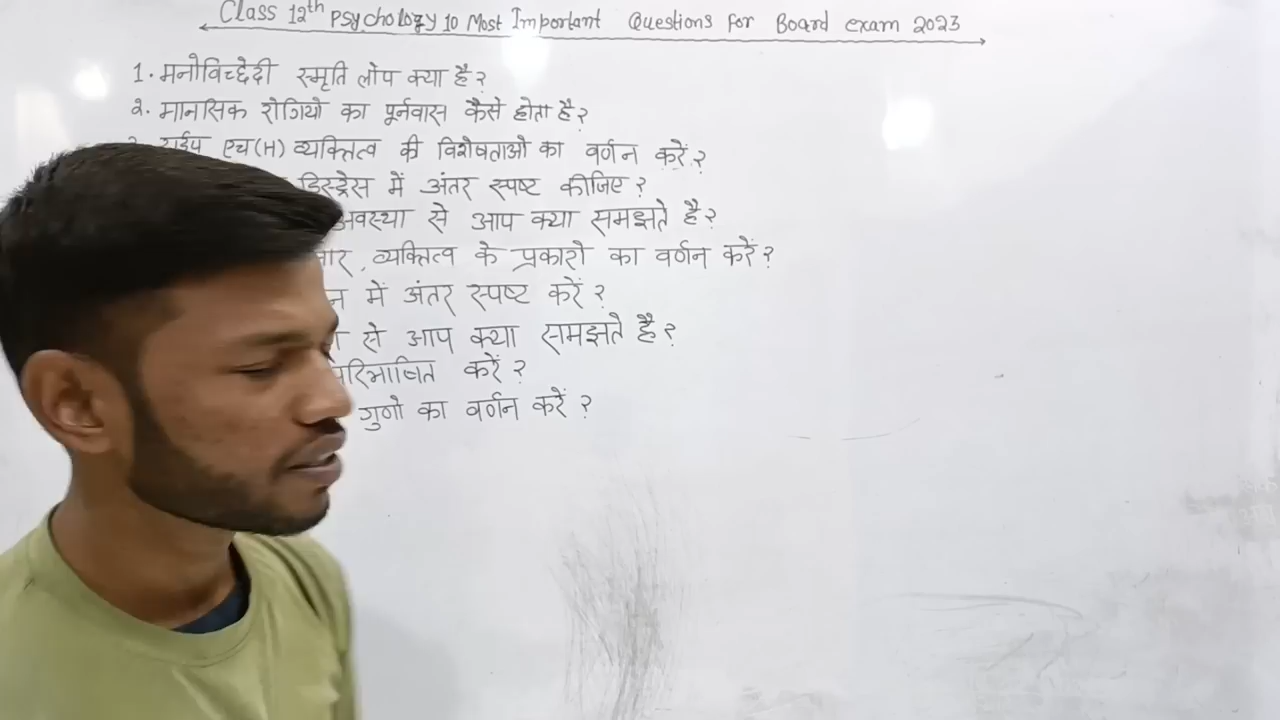 Class 12th Psychology 10 Most Important Questions for Board exam 2023
1. मनोविच्छेदी स्मृति लोप क्या है?
2. मानसिक रोगियो का पूर्नवास कैसे होता है?
एच(H) व्यक्तित्व की विशेषताओ का वर्णन करें?
डिस्ट्रेस में अंतर स्पष्ट कीजिए?
अवस्था से आप क्या समझते है?
व्यक्तित्व के प्रकारो का वर्णन करें?
में अंतर स्पष्ट करें?
से आप क्या समझते है?
परिभाषित करें?
गुणो का वर्णन करें?